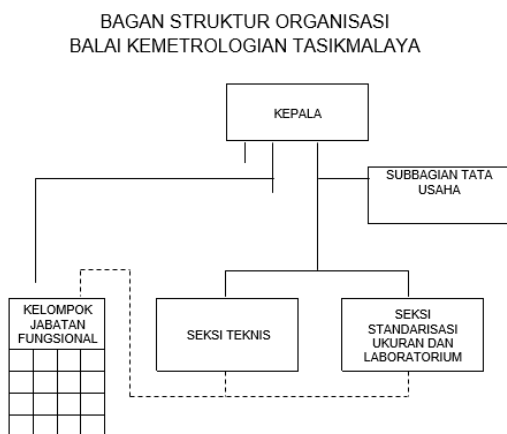 BAGAN STRUKTUR ORGANISASI
BALAI KEMETROLOGIAN TASIKMALAYA
KEPALA
SUBBAGIAN TATA
USAHA
KELOMPOK
JABATAN
FUNGSIONAL
SEKSI TEKNIS
SEKSI
STANDARISASI
UKURAN DAN
LABORATORIUM